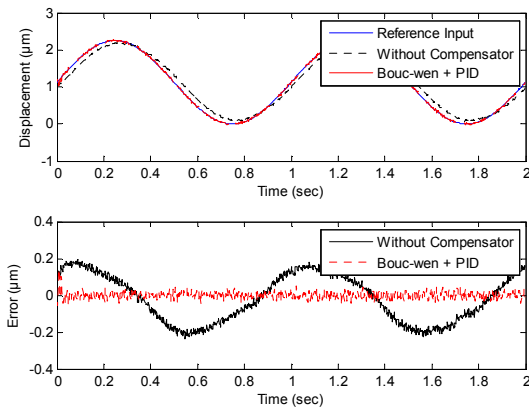 3
2
1
0
-1
Displacement (µm)
Reference Input
Without Compensator
Bouc-wen + PID
0 0.2 0.4 0.6 0.8 1 1.2 1.4 1.6 1.8 2
Time (sec)
0.4
0.2
0
-0.2
-0.4
Error (µm)
Without Compensator
Bouc-wen + PID
0 0.2 0.4 0.6 0.8 1 1.2 1.4 1.6 1.8 2
Time (sec)